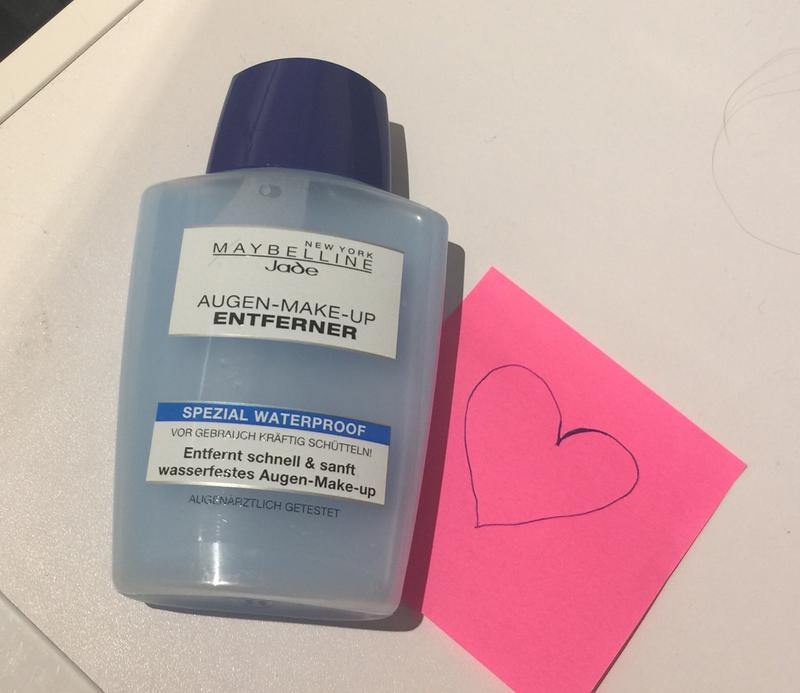 NEW YORK
MAYBELLINE
Jade
AUGEN-MAKE-UP
ENTFERNER
SPEZIAL WATERPROOF
VOR GEBRAUCH KRÄFTIG SCHÜTTELN!
Entfernt schnell & sanft
wasserfestes Augen-Make-up
AUGENÄRZTLICH GETESTET